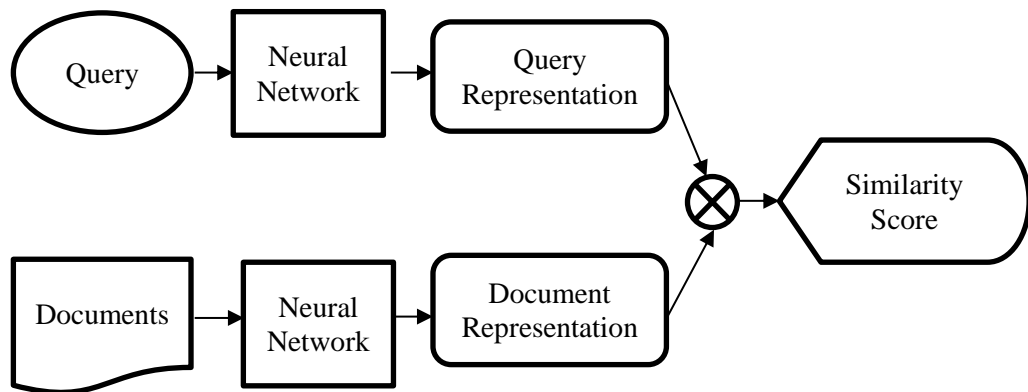 Query
Neural
Network
Query
Representation
Similarity
Score
Documents
Neural
Network
Document
Representation